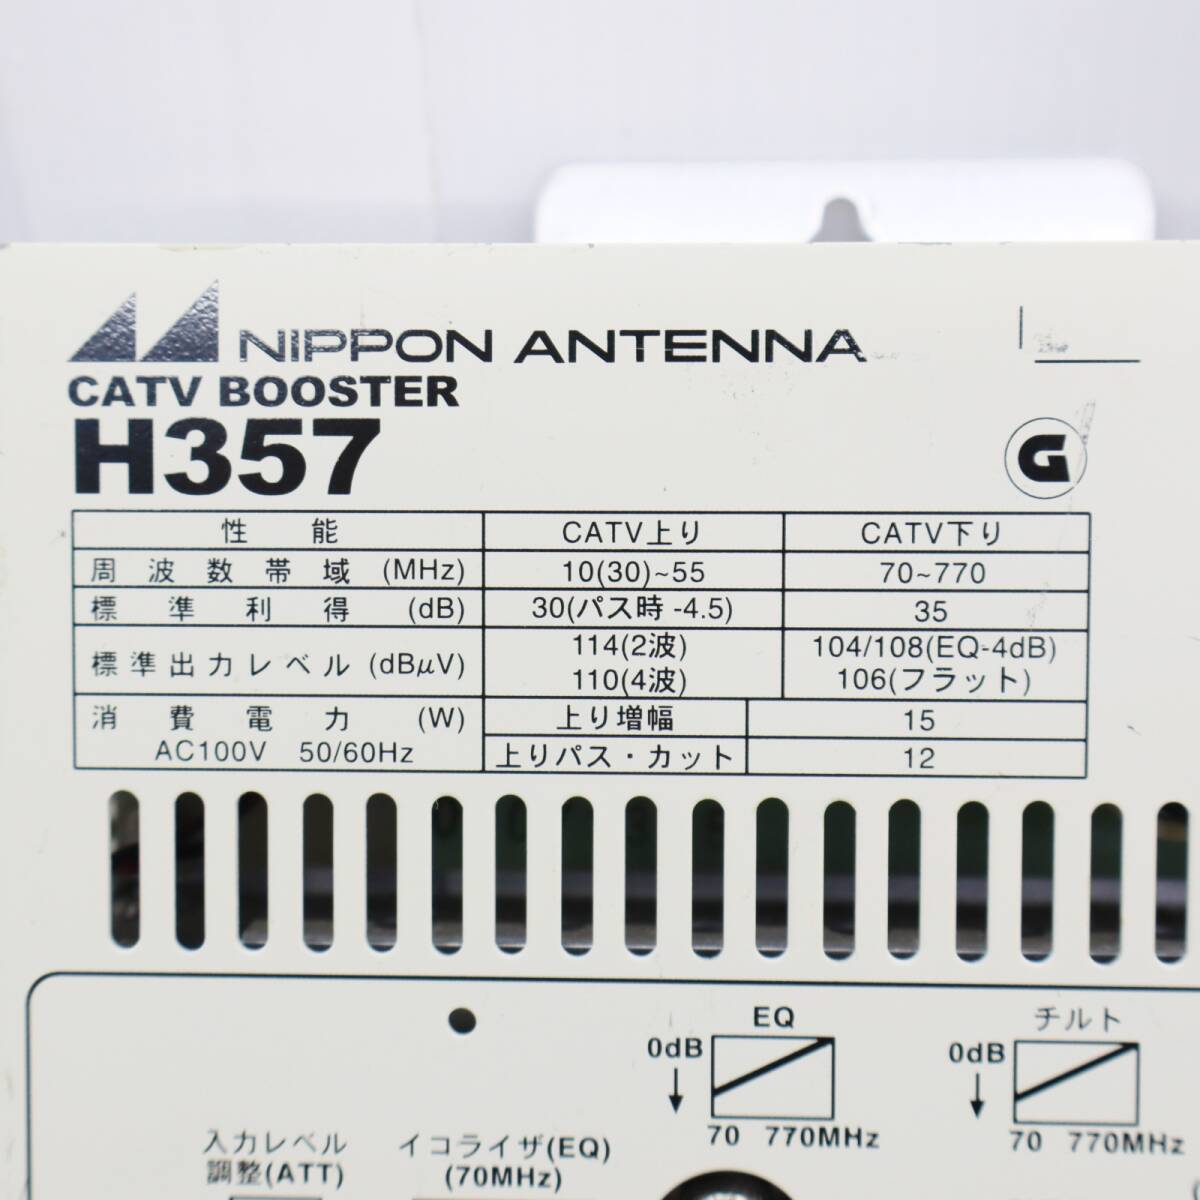 NIPPON ANTENNA
CATV BOOSTER
H357
G
性能 CATV上り CATV下り
周波数帯域 (MHz) 10(30)~55 70~770
標準利得 (dB) 30(パス時 -4.5) 35
標準出力レベル (dBμV) 114(2波) 104/108(EQ-4dB)
110(4波) 106(フラット)
消費電力 (W) 上り増幅 15
AC100V 50/60Hz 上りパス・カット 12
EQ チルト
0dB 0dB
70 770MHz 70 770MHz
入力レベル イコライザ(EQ)
調整(ATT) (70MHz)